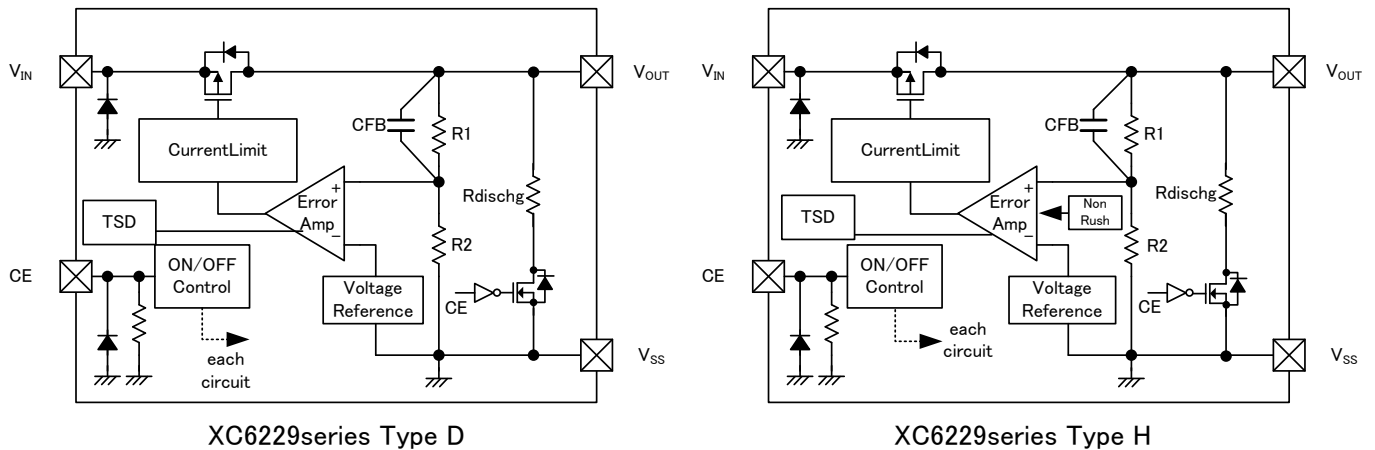 VIN
VOUT
CFB
R1
CurrentLimit
Error
Amp
+
−
Rdischg
TSD
R2
CE
ON/OFF
Control
Voltage
Reference
CE
each
circuit
VSS
XC6229series Type D
VIN
VOUT
CFB
R1
CurrentLimit
Error
Amp
+
−
Non
Rush
Rdischg
TSD
R2
CE
ON/OFF
Control
Voltage
Reference
CE
each
circuit
VSS
XC6229series Type H